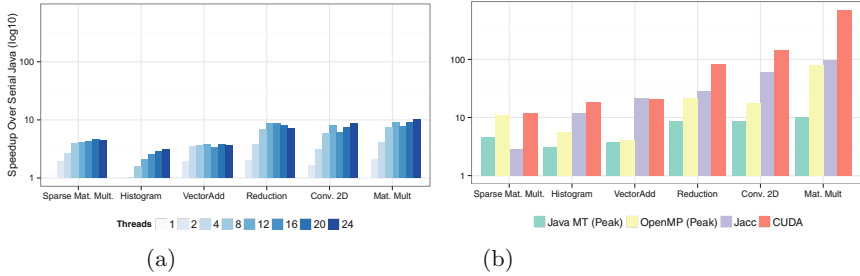 Speedup Over Serial Java (log10)
100
10
1
Sparse Mat. Mult. Histogram VectorAdd Reduction Conv. 2D Mat. Mult
Threads 1 2 4 8 12 16 20 24
(a)
100
10
1
Sparse Mat. Mult. Histogram VectorAdd Reduction Conv. 2D Mat. Mult
Java MT (Peak) OpenMP (Peak) Jacc CUDA
(b)